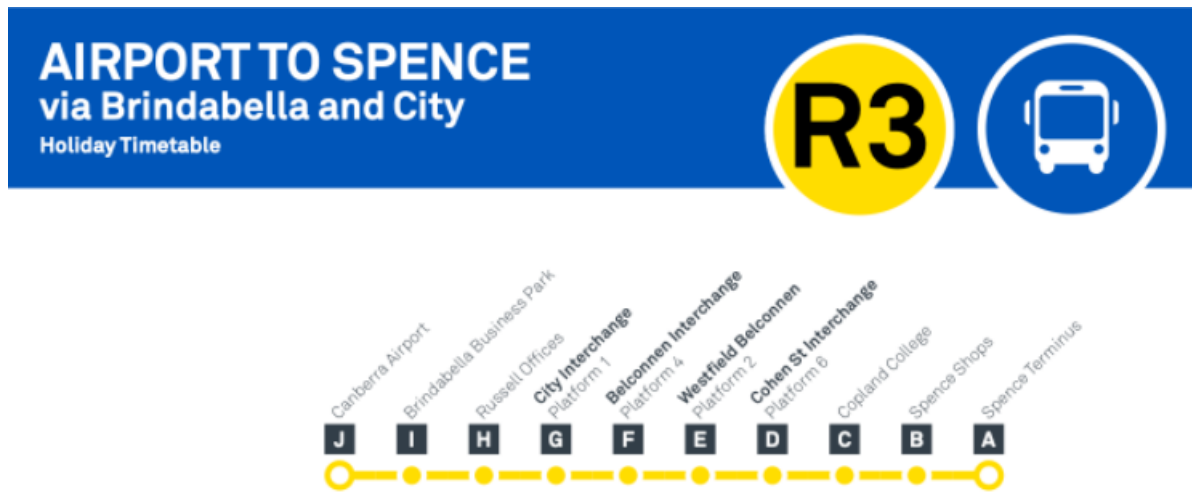 AIRPORT TO SPENCE
via Brindabella and City
Holiday Timetable
R3
Canberra Airport
Brindabella Business Park
Russell Offices
City Interchange
Platform 1
Belconnen Interchange
Platform 4
Westfield Belconnen
Platform 2
Cohen St Interchange
Platform 6
Copland College
Spence Shops
Spence Terminus
J I H G F E D C B A